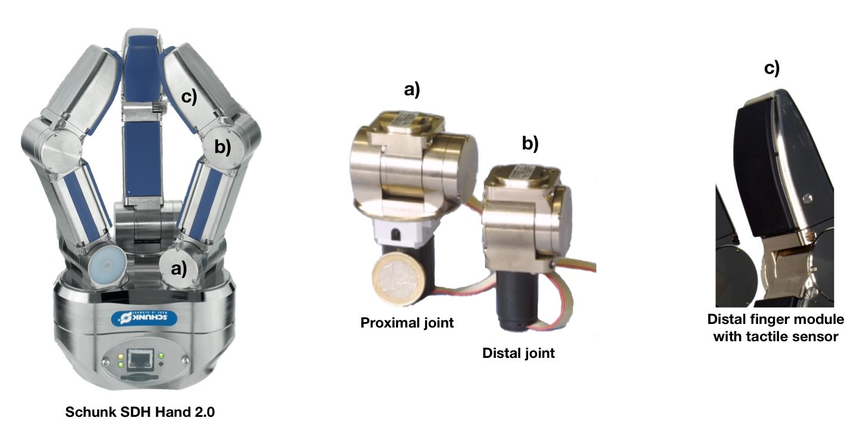 c)
b)
a)
SCHUNK
Schunk SDH Hand 2.0
a)
b)
Proximal joint
Distal joint
c)
Distal finger module
with tactile sensor